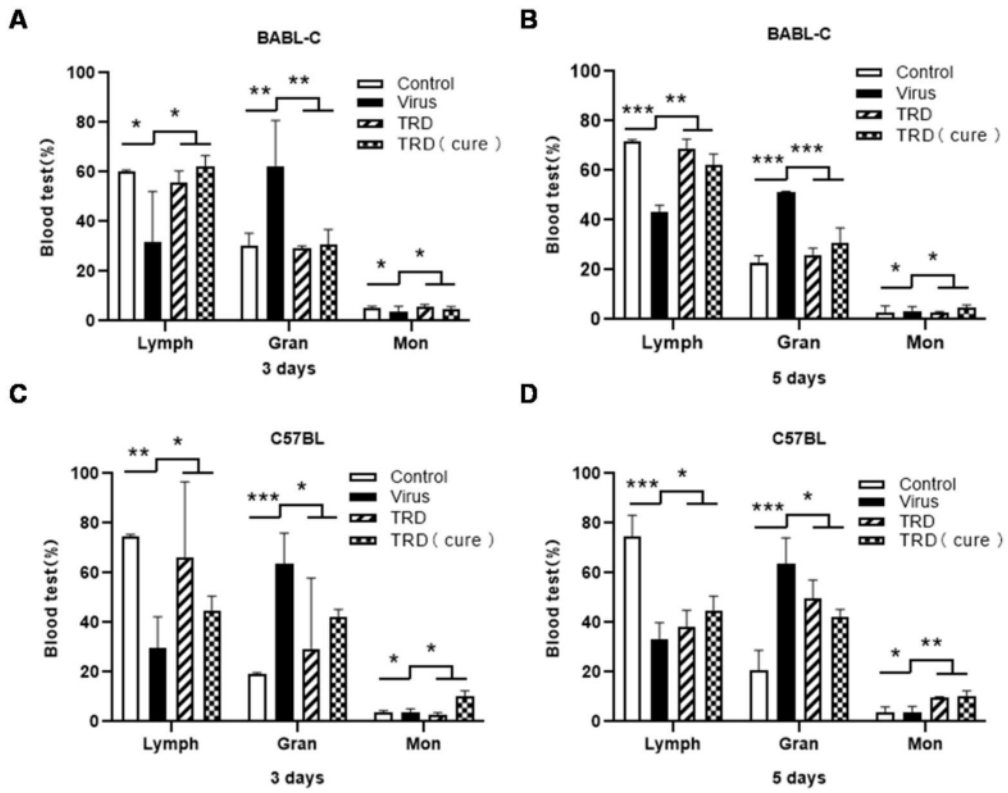 A
BABL-C
Blood test(%)
100
80
60
40
20
0
* * ** ** * *
Control
Virus
TRD
TRD( cure )
Lymph Gran Mon
3 days
B
BABL-C
Blood test(%)
100
80
60
40
20
0
*** ** *** *** * *
Control
Virus
TRD
TRD( cure )
Lymph Gran Mon
5 days
C
C57BL
Blood test(%)
100
80
60
40
20
0
** * *** * * *
Control
Virus
TRD
TRD( cure )
Lymph Gran Mon
3 days
D
C57BL
Blood test(%)
100
80
60
40
20
0
*** * *** * * **
Control
Virus
TRD
TRD( cure )
Lymph Gran Mon
5 days